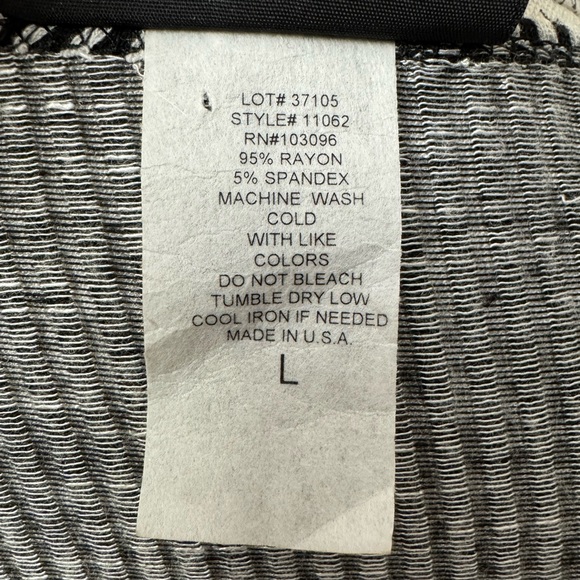 LOT# 37105
STYLE# 11062
RN#103096
95% RAYON
5% SPANDEX
MACHINE WASH
COLD
WITH LIKE
COLORS
DO NOT BLEACH
TUMBLE DRY LOW
COOL IRON IF NEEDED
MADE IN U.S.A.
L